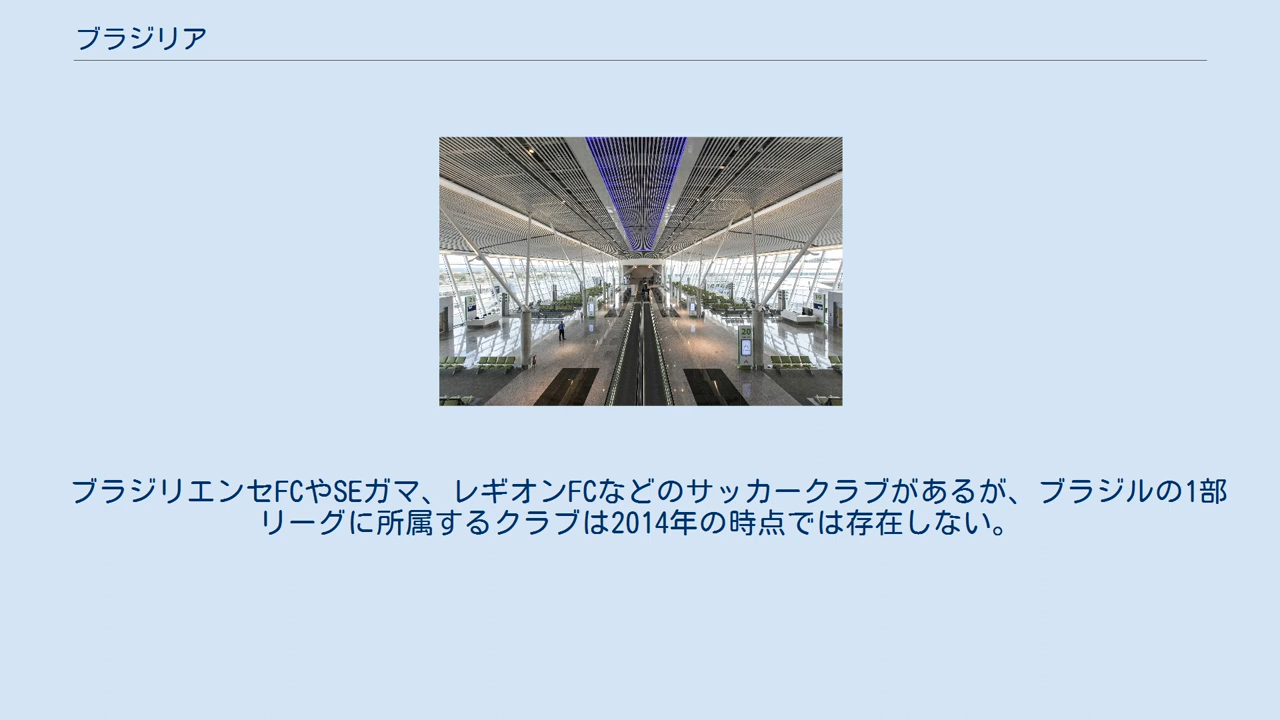 ブラジリア
20
ブラジリエンセFCやSEガマ、レギオンFCなどのサッカークラブがあるが、ブラジルの1部
リーグに所属するクラブは2014年の時点では存在しない。